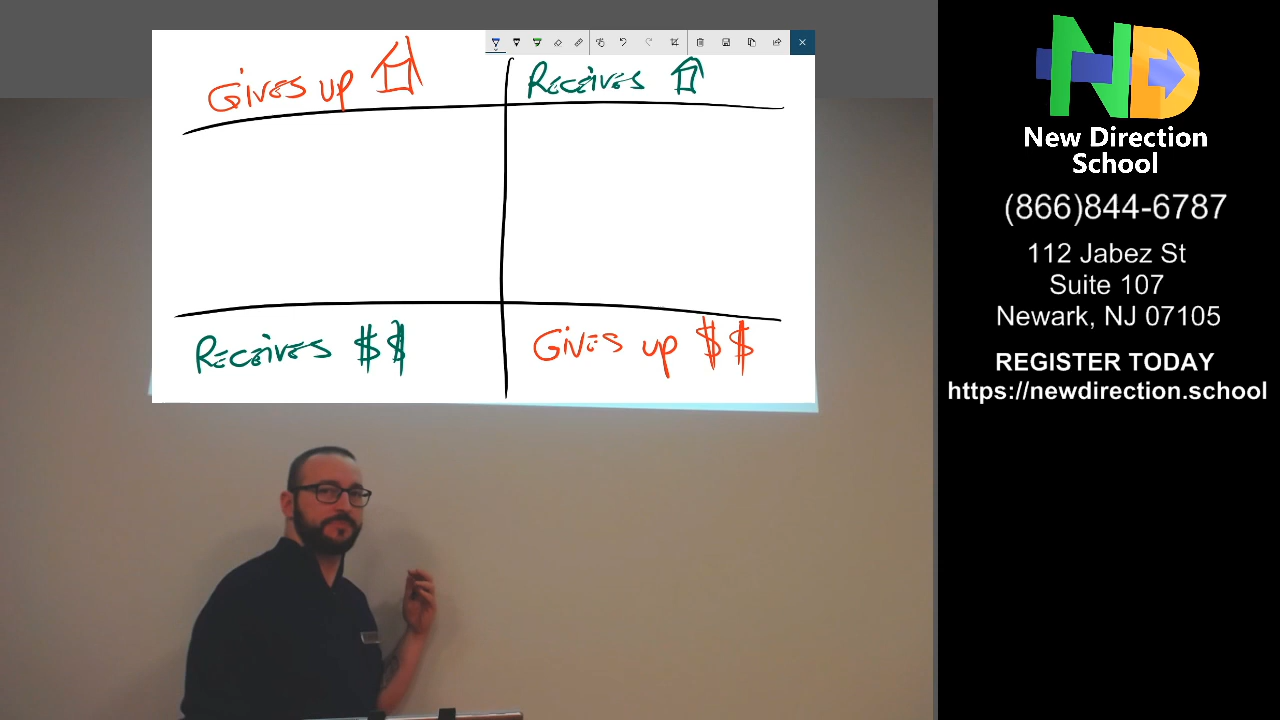 Gives up
Receives
Receives $$
Gives up $$
ND
New Direction
School
(866)844-6787
112 Jabez St
Suite 107
Newark, NJ 07105
REGISTER TODAY
https://newdirection.school